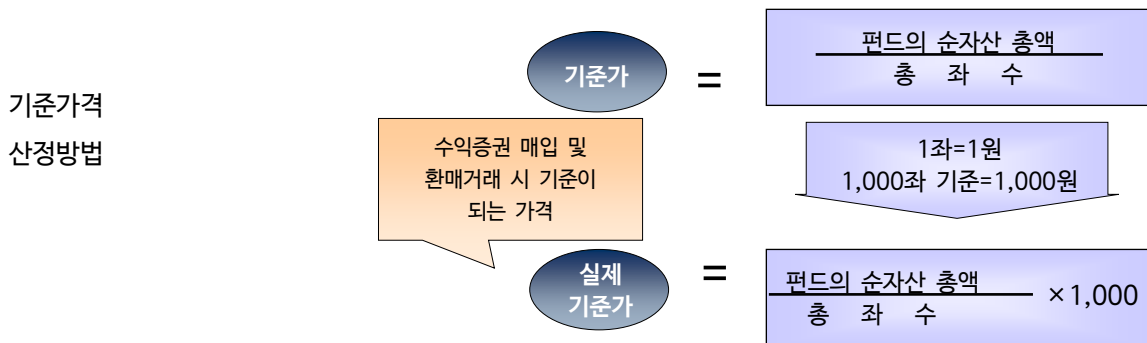 기준가격
산정방법
기준가
=
펀드의 순자산 총액
총 좌 수
수익증권 매입 및
환매거래 시 기준이
되는 가격
1좌=1원
1,000좌 기준=1,000원
실제
기준가
=
펀드의 순자산 총액
총 좌 수
×1,000